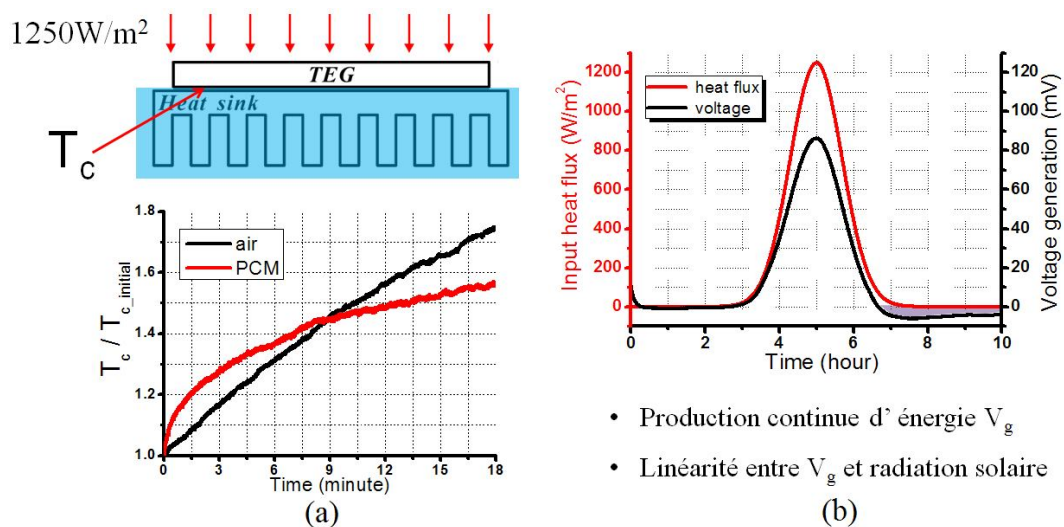 1250W/m²
TEG
Heat sink
T_c
T_c / T_c_initial
1.8
1.6
1.4
1.2
1.0
air
PCM
0 3 6 9 12 15 18
Time (minute)
(a)
Input heat flux (W/m²)
1200
1000
800
600
400
200
0
heat flux
voltage
120
100
80
60
40
20
0
Voltage generation (mV)
0 2 4 6 8 10
Time (hour)
• Production continue d' énergie V_g
• Linéarité entre V_g et radiation solaire
(b)